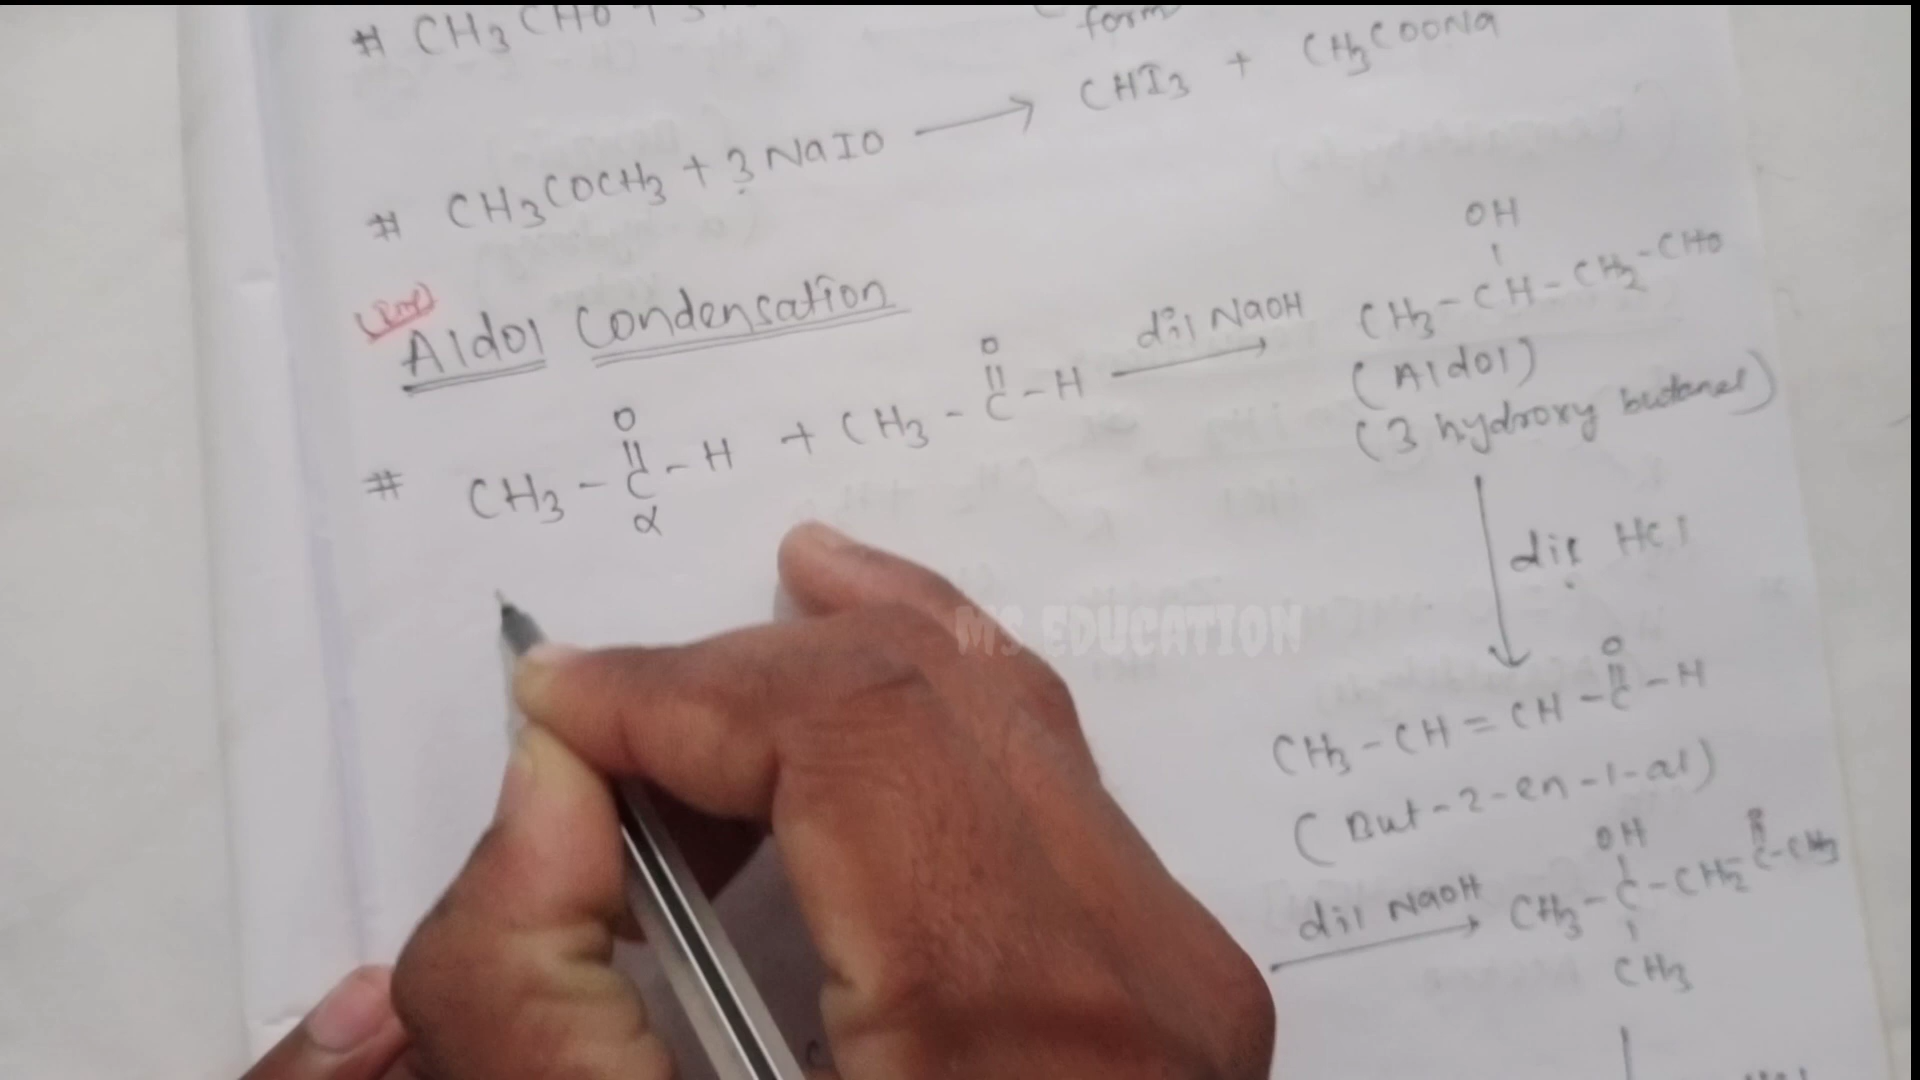 # CH3CHO + 3
form
CHI3 + CH3COONa
# CH3COCH3 + 3 NaIO ⟶
(imp)
Aldol Condensation
# CH3 - C - H + CH3 - C - H
O
||
α
O
||
dil NaOH
OH
CH3 - CH - CH2 - CHO
(Aldol)
(3 hydroxy butanal)
dil HCl
MS EDUCATION
O
||
CH3 - CH = CH - C - H
(But - 2 - en - 1 - al)
dil NaOH
OH
CH3 - C - CH2 - C - CH3
CH3